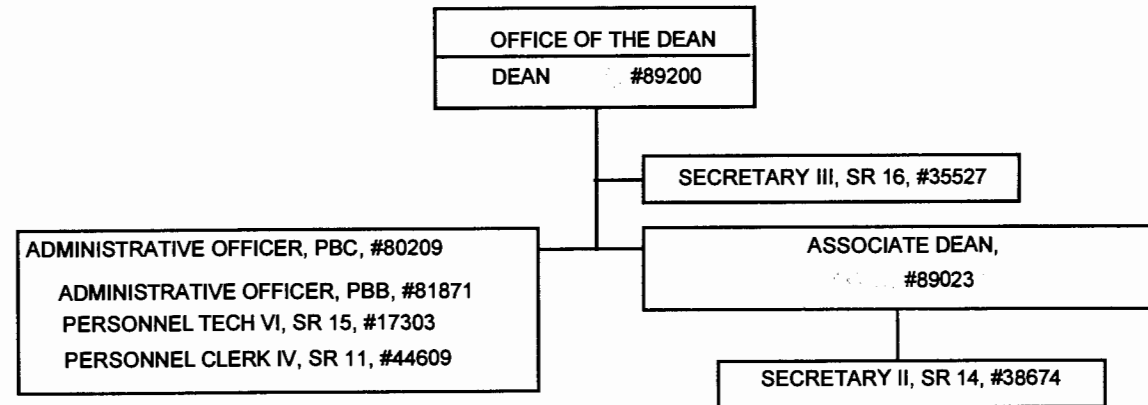 OFFICE OF THE DEAN
DEAN #89200
SECRETARY III, SR 16, #35527
ADMINISTRATIVE OFFICER, PBC, #80209
ADMINISTRATIVE OFFICER, PBB, #81871
PERSONNEL TECH VI, SR 15, #17303
PERSONNEL CLERK IV, SR 11, #44609
ASSOCIATE DEAN,
#89023
SECRETARY II, SR 14, #38674